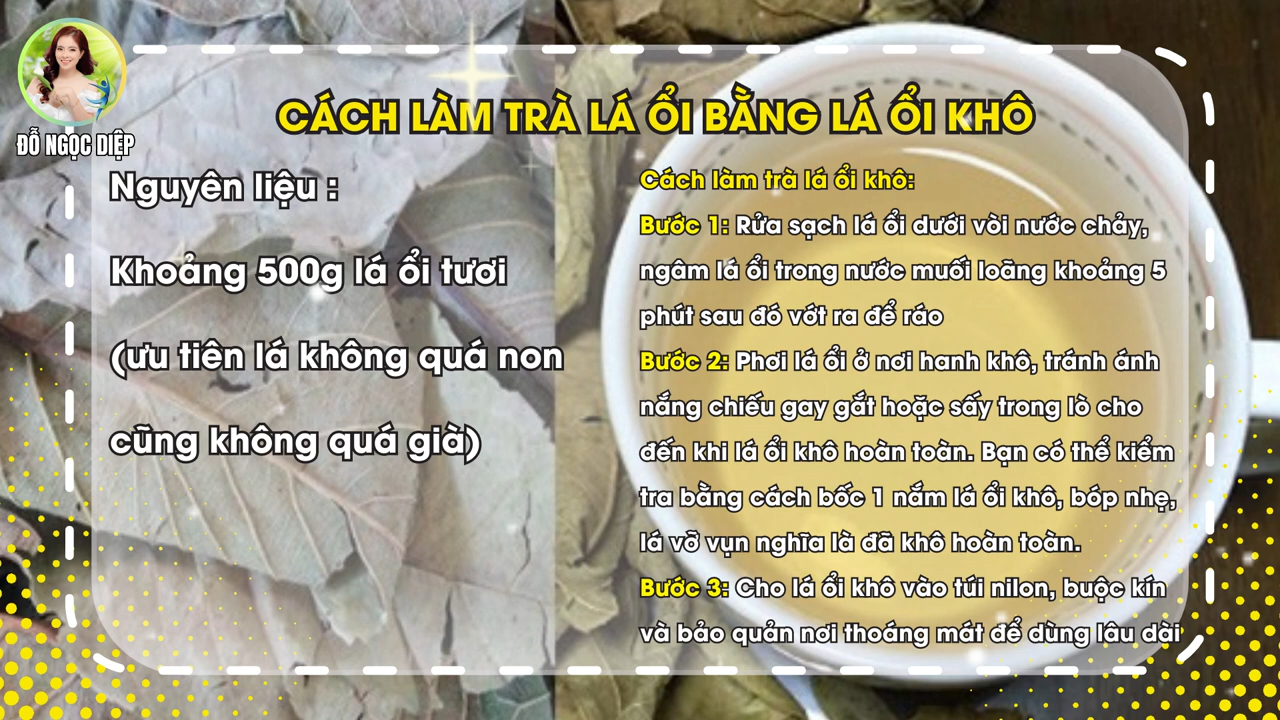 ĐỖ NGỌC DIỆP
CÁCH LÀM TRÀ LÁ ỔI BẰNG LÁ ỔI KHÔ
Nguyên liệu :
Khoảng 500g lá ổi tươi
(ưu tiên lá không quá non
cũng không quá già)
Cách làm trà lá ổi khô:
Bước 1: Rửa sạch lá ổi dưới vòi nước chảy,
ngâm lá ổi trong nước muối loãng khoảng 5
phút sau đó vớt ra để ráo
Bước 2: Phơi lá ổi ở nơi hanh khô, tránh ánh
nắng chiếu gay gắt hoặc sấy trong lò cho
đến khi lá ổi khô hoàn toàn. Bạn có thể kiểm
tra bằng cách bốc 1 nắm lá ổi khô, bóp nhẹ,
lá vỡ vụn nghĩa là đã khô hoàn toàn.
Bước 3: Cho lá ổi khô vào túi nilon, buộc kín
và bảo quản nơi thoáng mát để dùng lâu dài